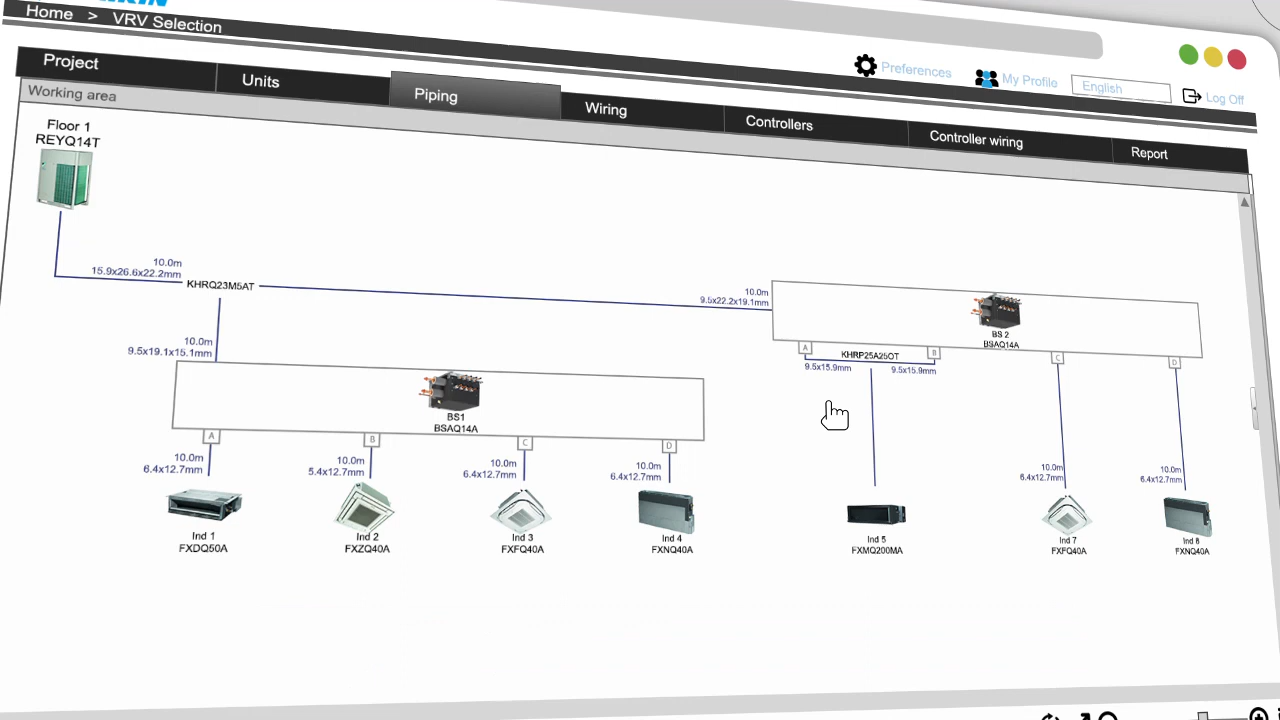 Home > VRV Selection
Preferences
My Profile
English
Log Off
Project
Units
Piping
Wiring
Controllers
Controller wiring
Report
Working area
Floor 1
REYQ14T
10.0m
15.9x26.6x22.2mm
KHRQ23M5AT
10.0m
9.5x22.2x19.1mm
BS 2
BSAQ14A
A
B
C
D
KHRP25A25OT
9.5x15.9mm
9.5x15.9mm
10.0m
9.5x19.1x15.1mm
BS1
BSAQ14A
A
B
C
D
10.0m
6.4x12.7mm
10.0m
5.4x12.7mm
10.0m
6.4x12.7mm
10.0m
6.4x12.7mm
10.0m
6.4x12.7mm
10.0m
6.4x12.7mm
Ind 1
FXDQ50A
Ind 2
FXZQ40A
Ind 3
FXFQ40A
Ind 4
FXNQ40A
Ind 5
FXMQ200MA
Ind 7
FXFQ40A
Ind 8
FXNQ40A